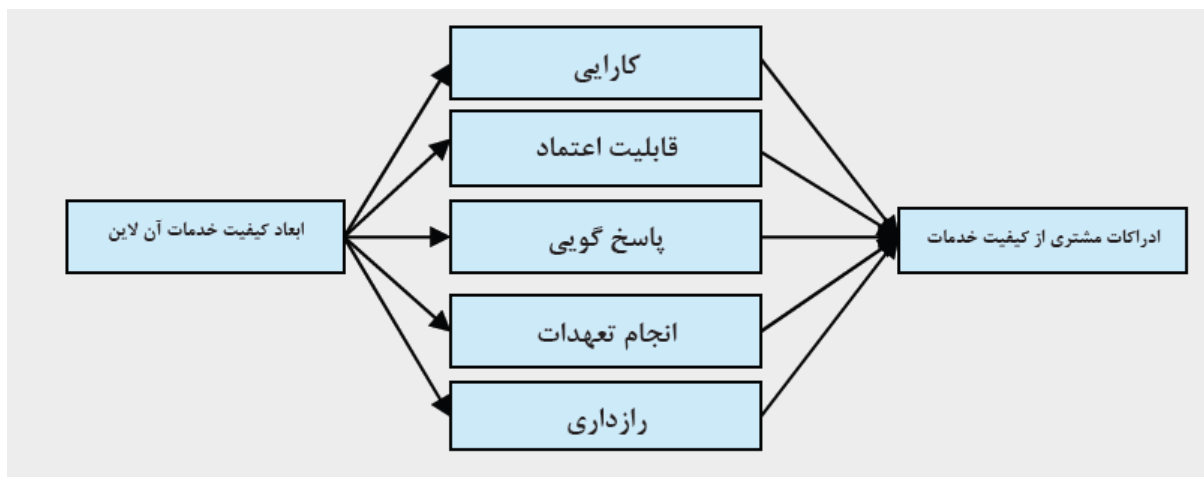 کارایی
قابلیت اعتماد
ابعاد کیفیت خدمات آن لاین
پاسخ گویی
ادراکات مشتری از کیفیت خدمات
انجام تعهدات
رازداری